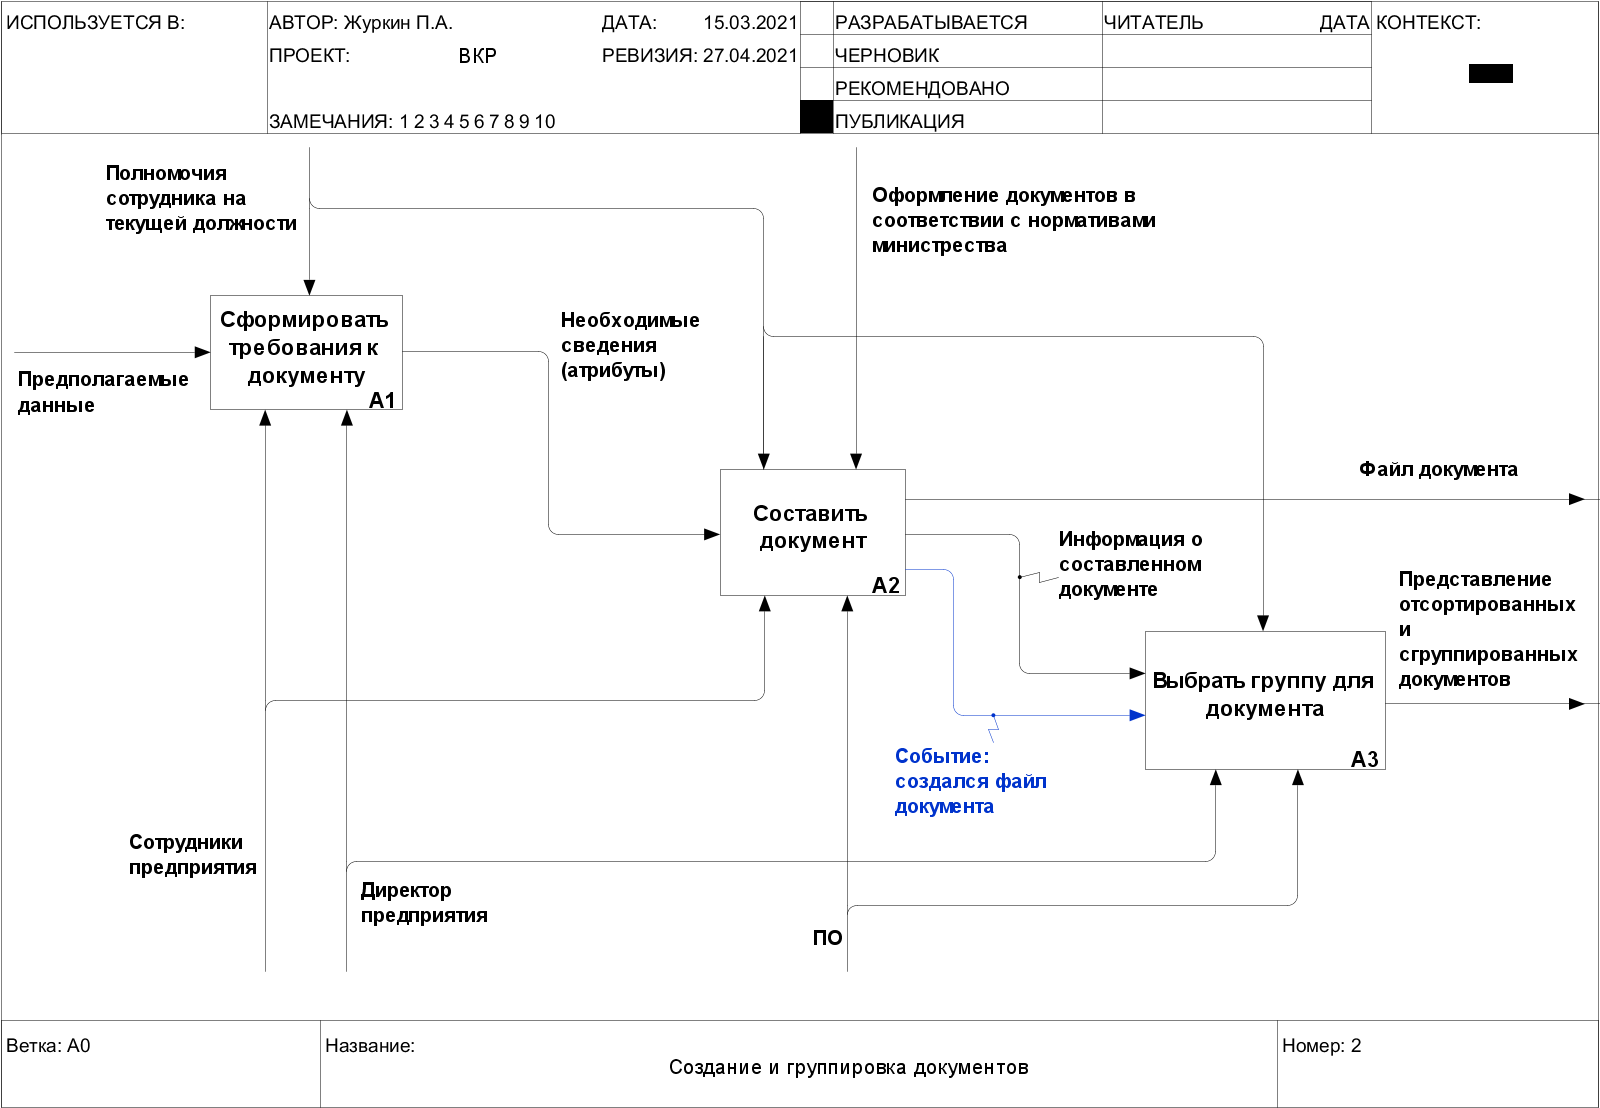 ИСПОЛЬЗУЕТСЯ В:
АВТОР: Журкин П.А.
ДАТА: 15.03.2021
ПРОЕКТ: ВКР
РЕВИЗИЯ: 27.04.2021
ЗАМЕЧАНИЯ: 1 2 3 4 5 6 7 8 9 10
РАЗРАБАТЫВАЕТСЯ
ЧЕРНОВИК
РЕКОМЕНДОВАНО
ПУБЛИКАЦИЯ
ЧИТАТЕЛЬ
ДАТА
КОНТЕКСТ:
Полномочия
сотрудника на
текущей должности
Оформление документов в
соответствии с нормативами
министрества
Сформировать
требования к
документу
A1
Предполагаемые
данные
Необходимые
сведения
(атрибуты)
Файл документа
Составить
документ
A2
Информация о
составленном
документе
Представление
отсортированных
и
сгруппированных
документов
Выбрать группу для
документа
A3
Событие:
создался файл
документа
Сотрудники
предприятия
Директор
предприятия
ПО
Ветка: A0
Название:
Создание и группировка документов
Номер: 2